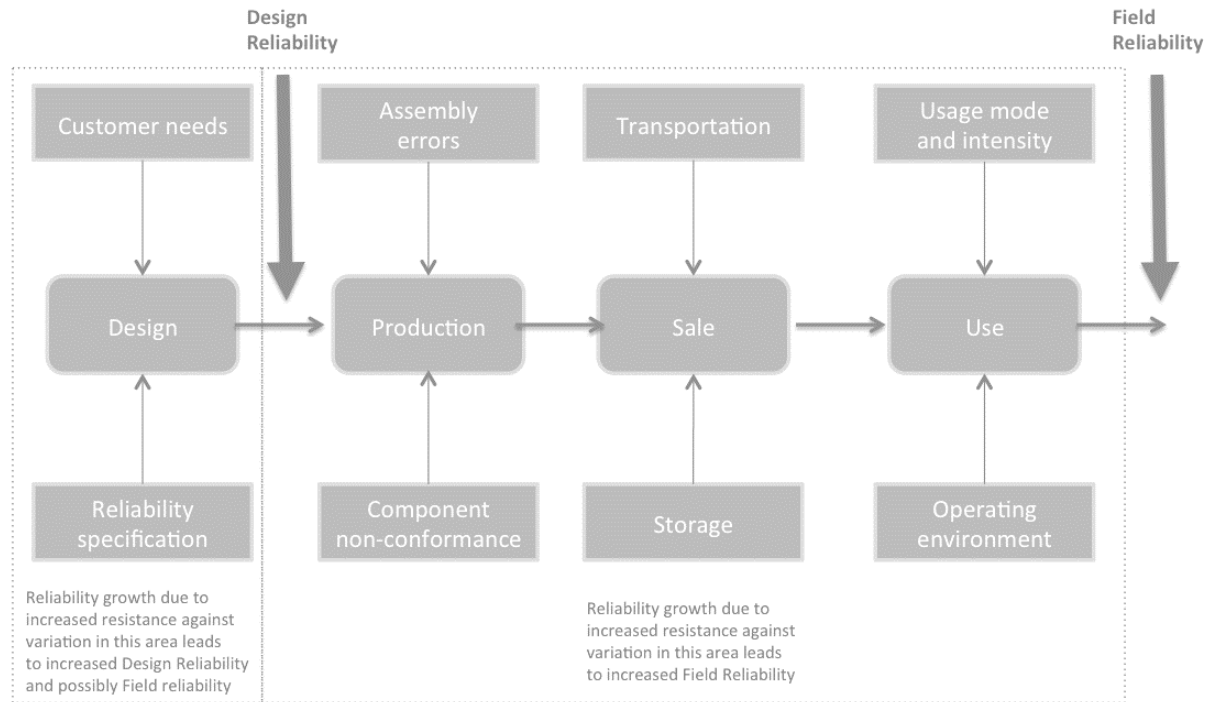 Design
Reliability
Field
Reliability
Customer needs
Assembly
errors
Transportation
Usage mode
and intensity
Design
Production
Sale
Use
Reliability
specification
Component
non-conformance
Storage
Operating
environment
Reliability growth due to
increased resistance against
variation in this area leads
to increased Design Reliability
and possibly Field reliability
Reliability growth due to
increased resistance against
variation in this area leads
to increased Field Reliability